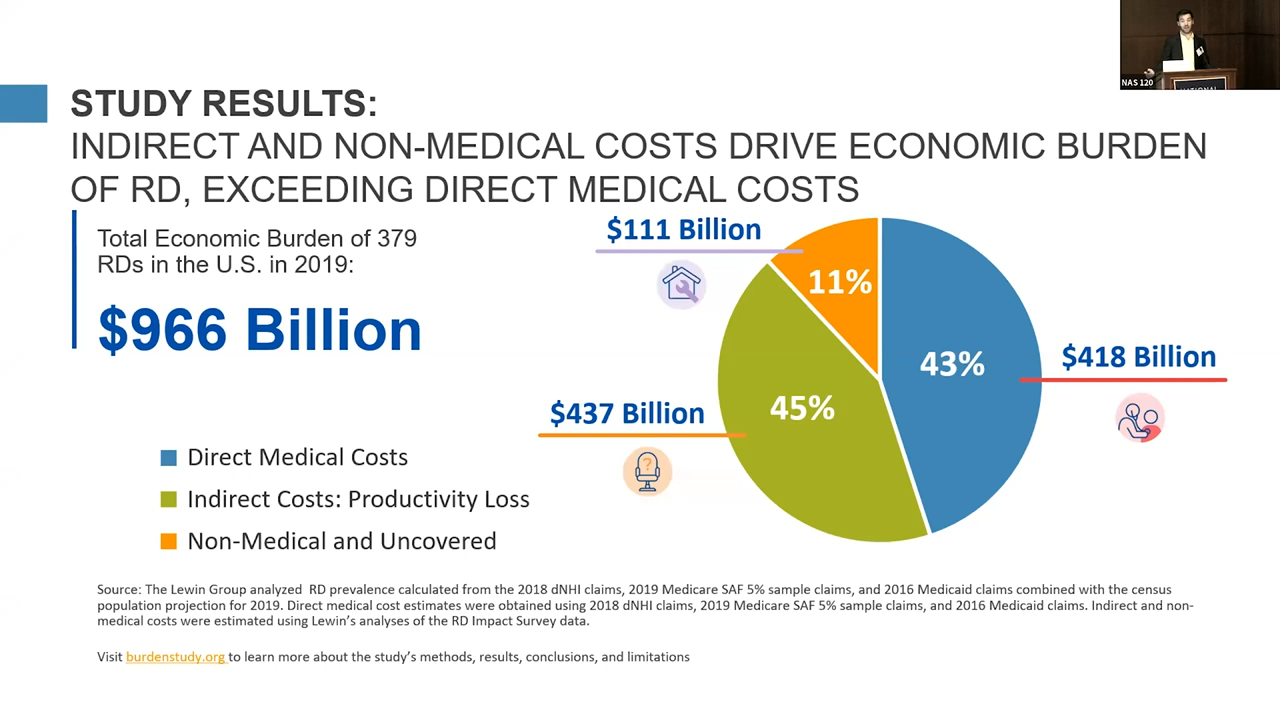 NAS 120
NATIONAL
STUDY RESULTS:
INDIRECT AND NON-MEDICAL COSTS DRIVE ECONOMIC BURDEN
OF RD, EXCEEDING DIRECT MEDICAL COSTS
Total Economic Burden of 379
RDs in the U.S. in 2019:
$966 Billion
$111 Billion
11%
43%
$418 Billion
45%
$437 Billion
?
Direct Medical Costs
Indirect Costs: Productivity Loss
Non-Medical and Uncovered
Source: The Lewin Group analyzed RD prevalence calculated from the 2018 dNHI claims, 2019 Medicare SAF 5% sample claims, and 2016 Medicaid claims combined with the census
population projection for 2019. Direct medical cost estimates were obtained using 2018 dNHI claims, 2019 Medicare SAF 5% sample claims, and 2016 Medicaid claims. Indirect and non-
medical costs were estimated using Lewin's analyses of the RD Impact Survey data.
Visit burdenstudy.org to learn more about the study's methods, results, conclusions, and limitations